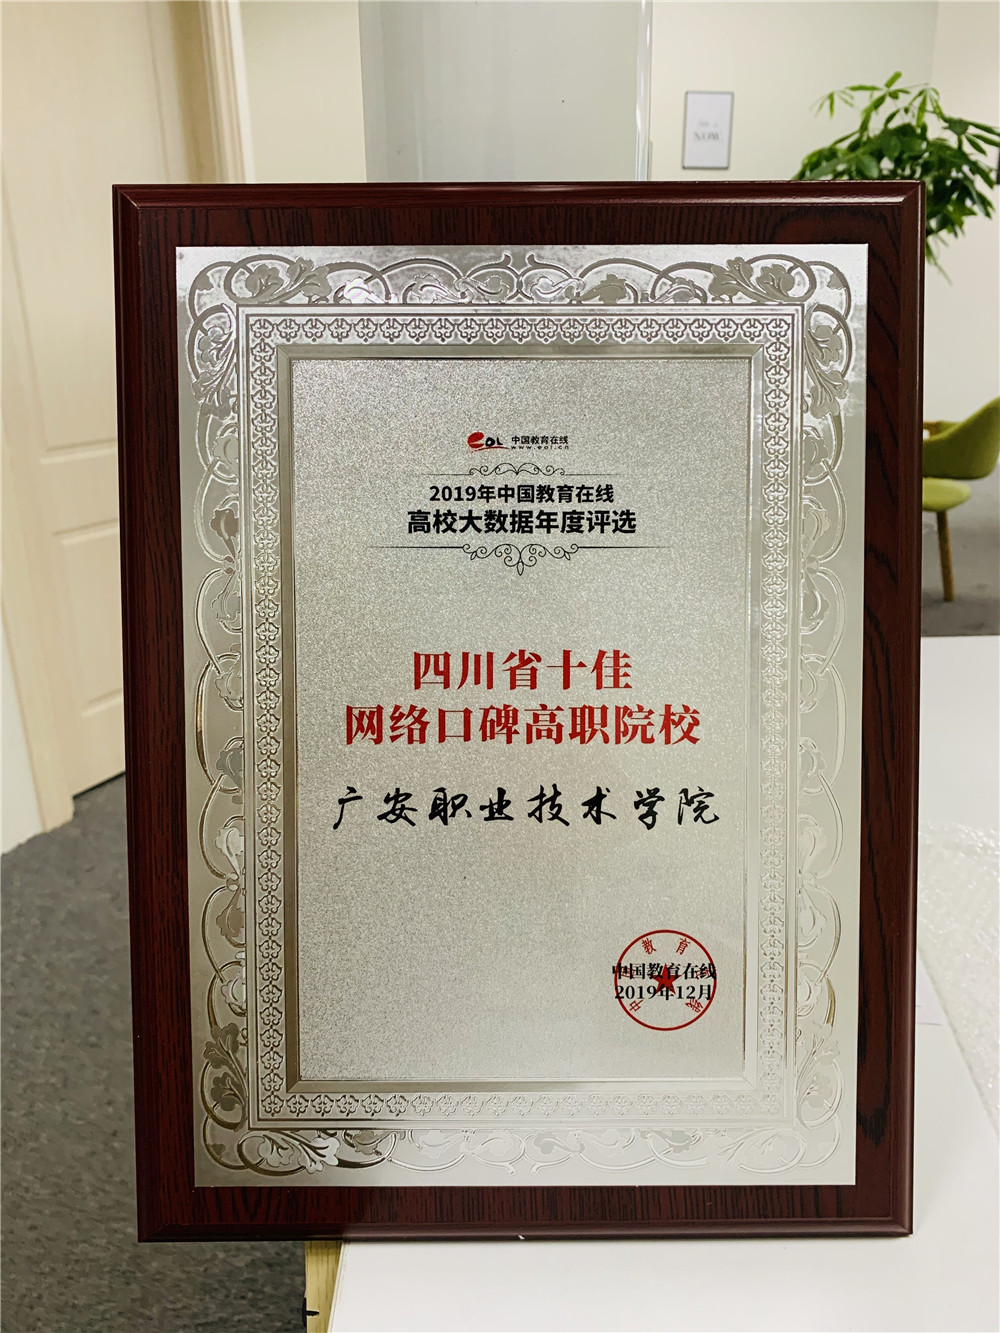 eoL 中国教育在线
www.eol.cn
2019年中国教育在线
高校大数据年度评选
四川省十佳
网络口碑高职院校
广安职业技术学院
中国教育在线
2019年12月
NOW